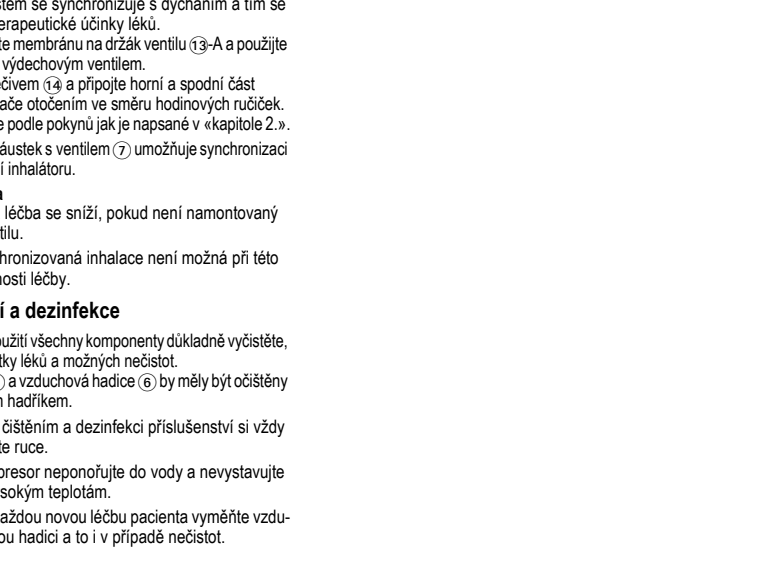 tém se synchronizuje s dýcháním a tím se
erapeutické účinky léků.
te membránu na držák ventilu ⑬-A a použijte
výdechovým ventilem.
čivem ⑭ a připojte horní a spodní část
ače otočením ve směru hodinových ručiček.
e podle pokynů jak je napsané v «kapitole 2.».
áustek s ventilem ⑦ umožňuje synchronizaci
í inhalátoru.
a
léčba se sníží, pokud není namontovaný
tilu.
hronizovaná inhalace není možná při této
nosti léčby.
í a dezinfekce
oužití všechny komponenty důkladně vyčistěte,
tky léků a možných nečistot.
) a vzduchová hadice ⑥ by měly být očištěny
m hadříkem.
čištěním a dezinfekci příslušenství si vždy
te ruce.
presor neponořujte do vody a nevystavujte
sokým teplotám.
aždou novou léčbu pacienta vyměňte vzdu-
ou hadici a to i v případě nečistot.